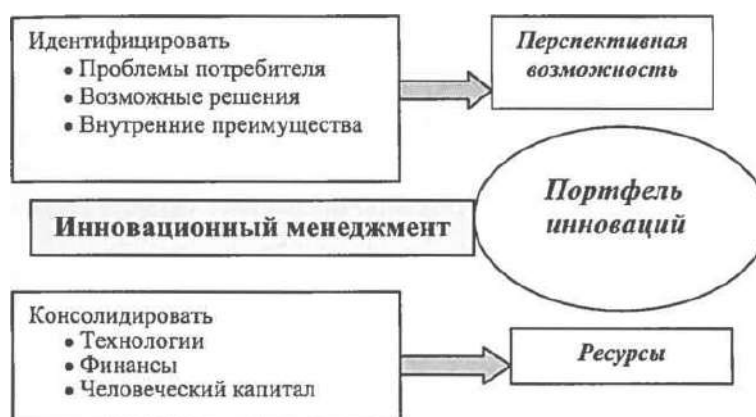 Идентифицировать
• Проблемы потребителя
• Возможные решения
• Внутренние преимущества
Перспективная
возможность
Инновационный менеджмент
Портфель
инноваций
Консолидировать
• Технологии
• Финансы
• Человеческий капитал
Ресурсы